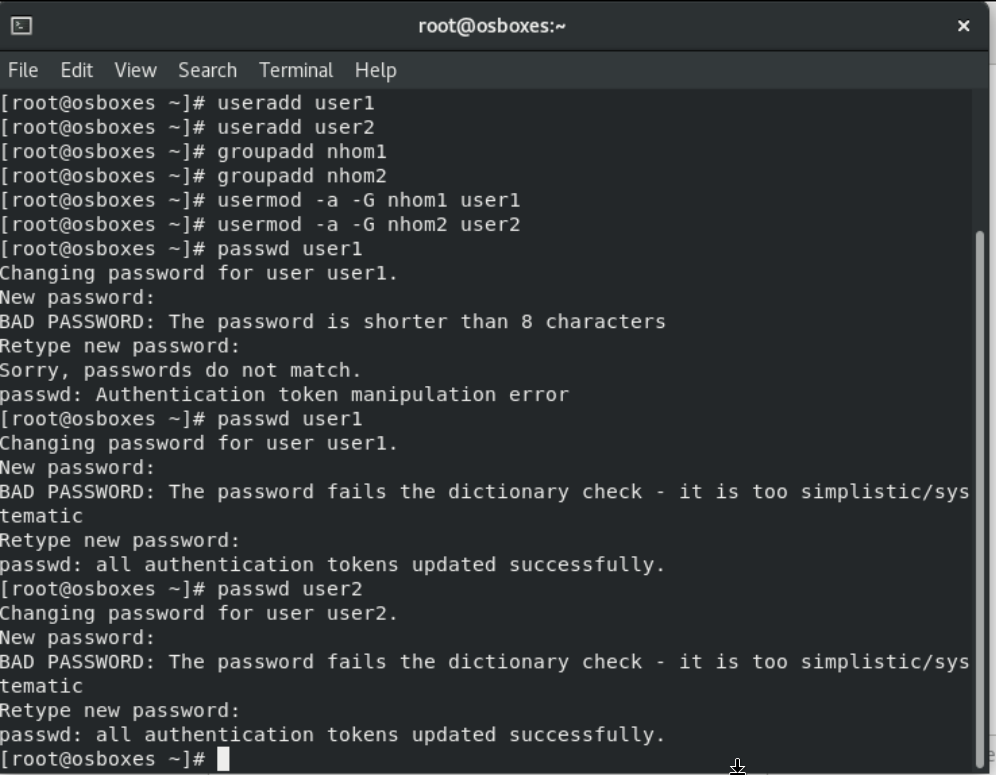 root@osboxes:~
File Edit View Search Terminal Help
[root@osboxes ~]# useradd user1
[root@osboxes ~]# useradd user2
[root@osboxes ~]# groupadd nhom1
[root@osboxes ~]# groupadd nhom2
[root@osboxes ~]# usermod -a -G nhom1 user1
[root@osboxes ~]# usermod -a -G nhom2 user2
[root@osboxes ~]# passwd user1
Changing password for user user1.
New password:
BAD PASSWORD: The password is shorter than 8 characters
Retype new password:
Sorry, passwords do not match.
passwd: Authentication token manipulation error
[root@osboxes ~]# passwd user1
Changing password for user user1.
New password:
BAD PASSWORD: The password fails the dictionary check - it is too simplistic/sys
tematic
Retype new password:
passwd: all authentication tokens updated successfully.
[root@osboxes ~]# passwd user2
Changing password for user user2.
New password:
BAD PASSWORD: The password fails the dictionary check - it is too simplistic/sys
tematic
Retype new password:
passwd: all authentication tokens updated successfully.
[root@osboxes ~]#